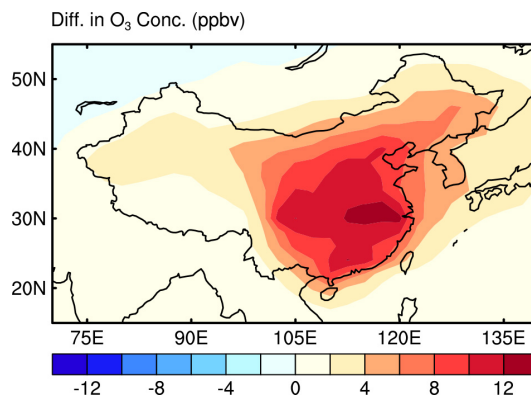 Diff. in O₃ Conc. (ppbv)
50N
40N
30N
20N
75E 90E 105E 120E 135E
-12 -8 -4 0 4 8 12